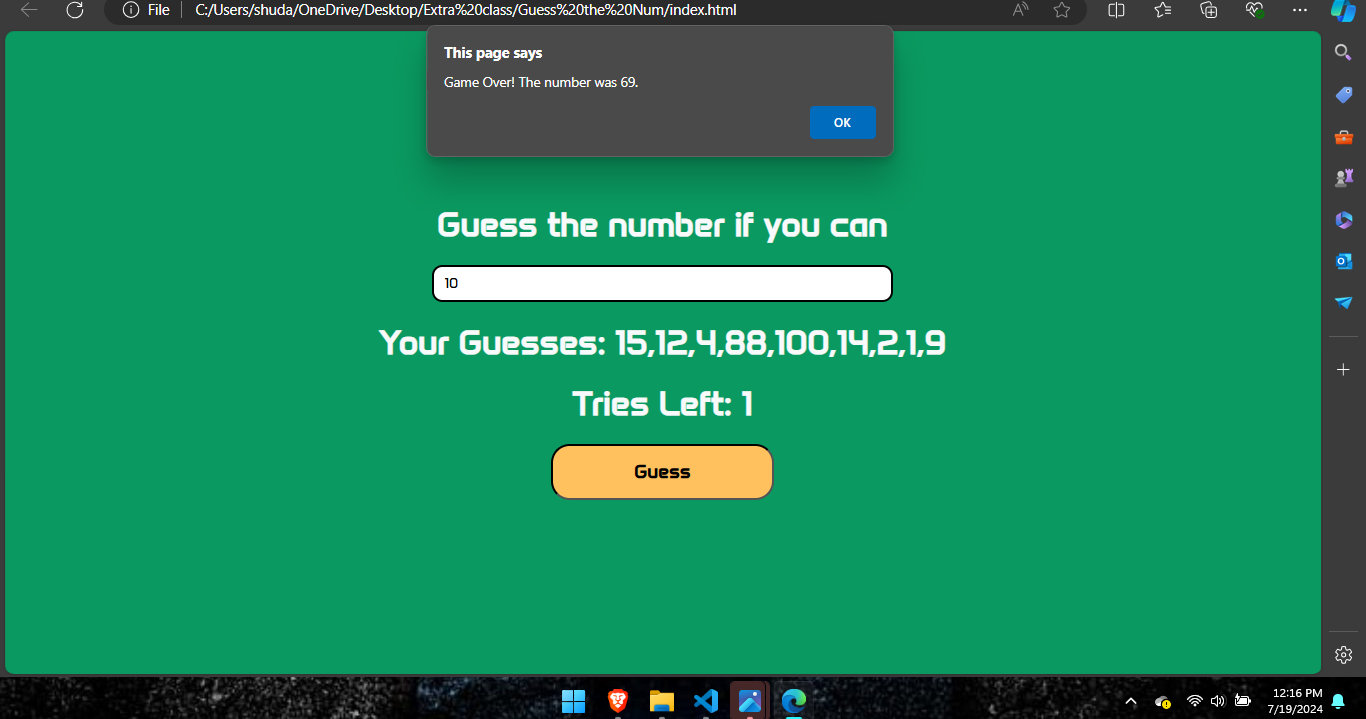 File C:/Users/shuda/OneDrive/Desktop/Extra%20class/Guess%20the%20Num/index.html
This page says
Game Over! The number was 69.
OK
Guess the number if you can
10
Your Guesses: 15,12,4,88,100,14,2,1,9
Tries Left: 1
Guess
12:16 PM
7/19/2024